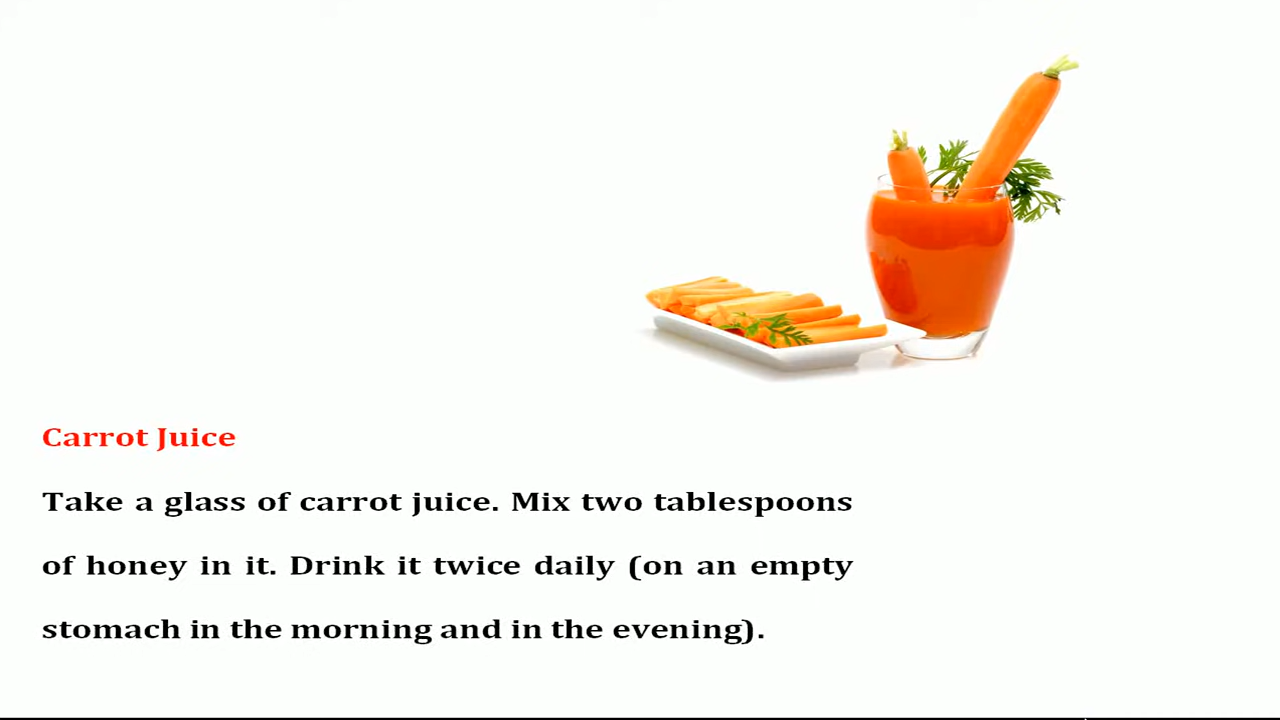 Carrot Juice
Take a glass of carrot juice. Mix two tablespoons
of honey in it. Drink it twice daily (on an empty
stomach in the morning and in the evening).